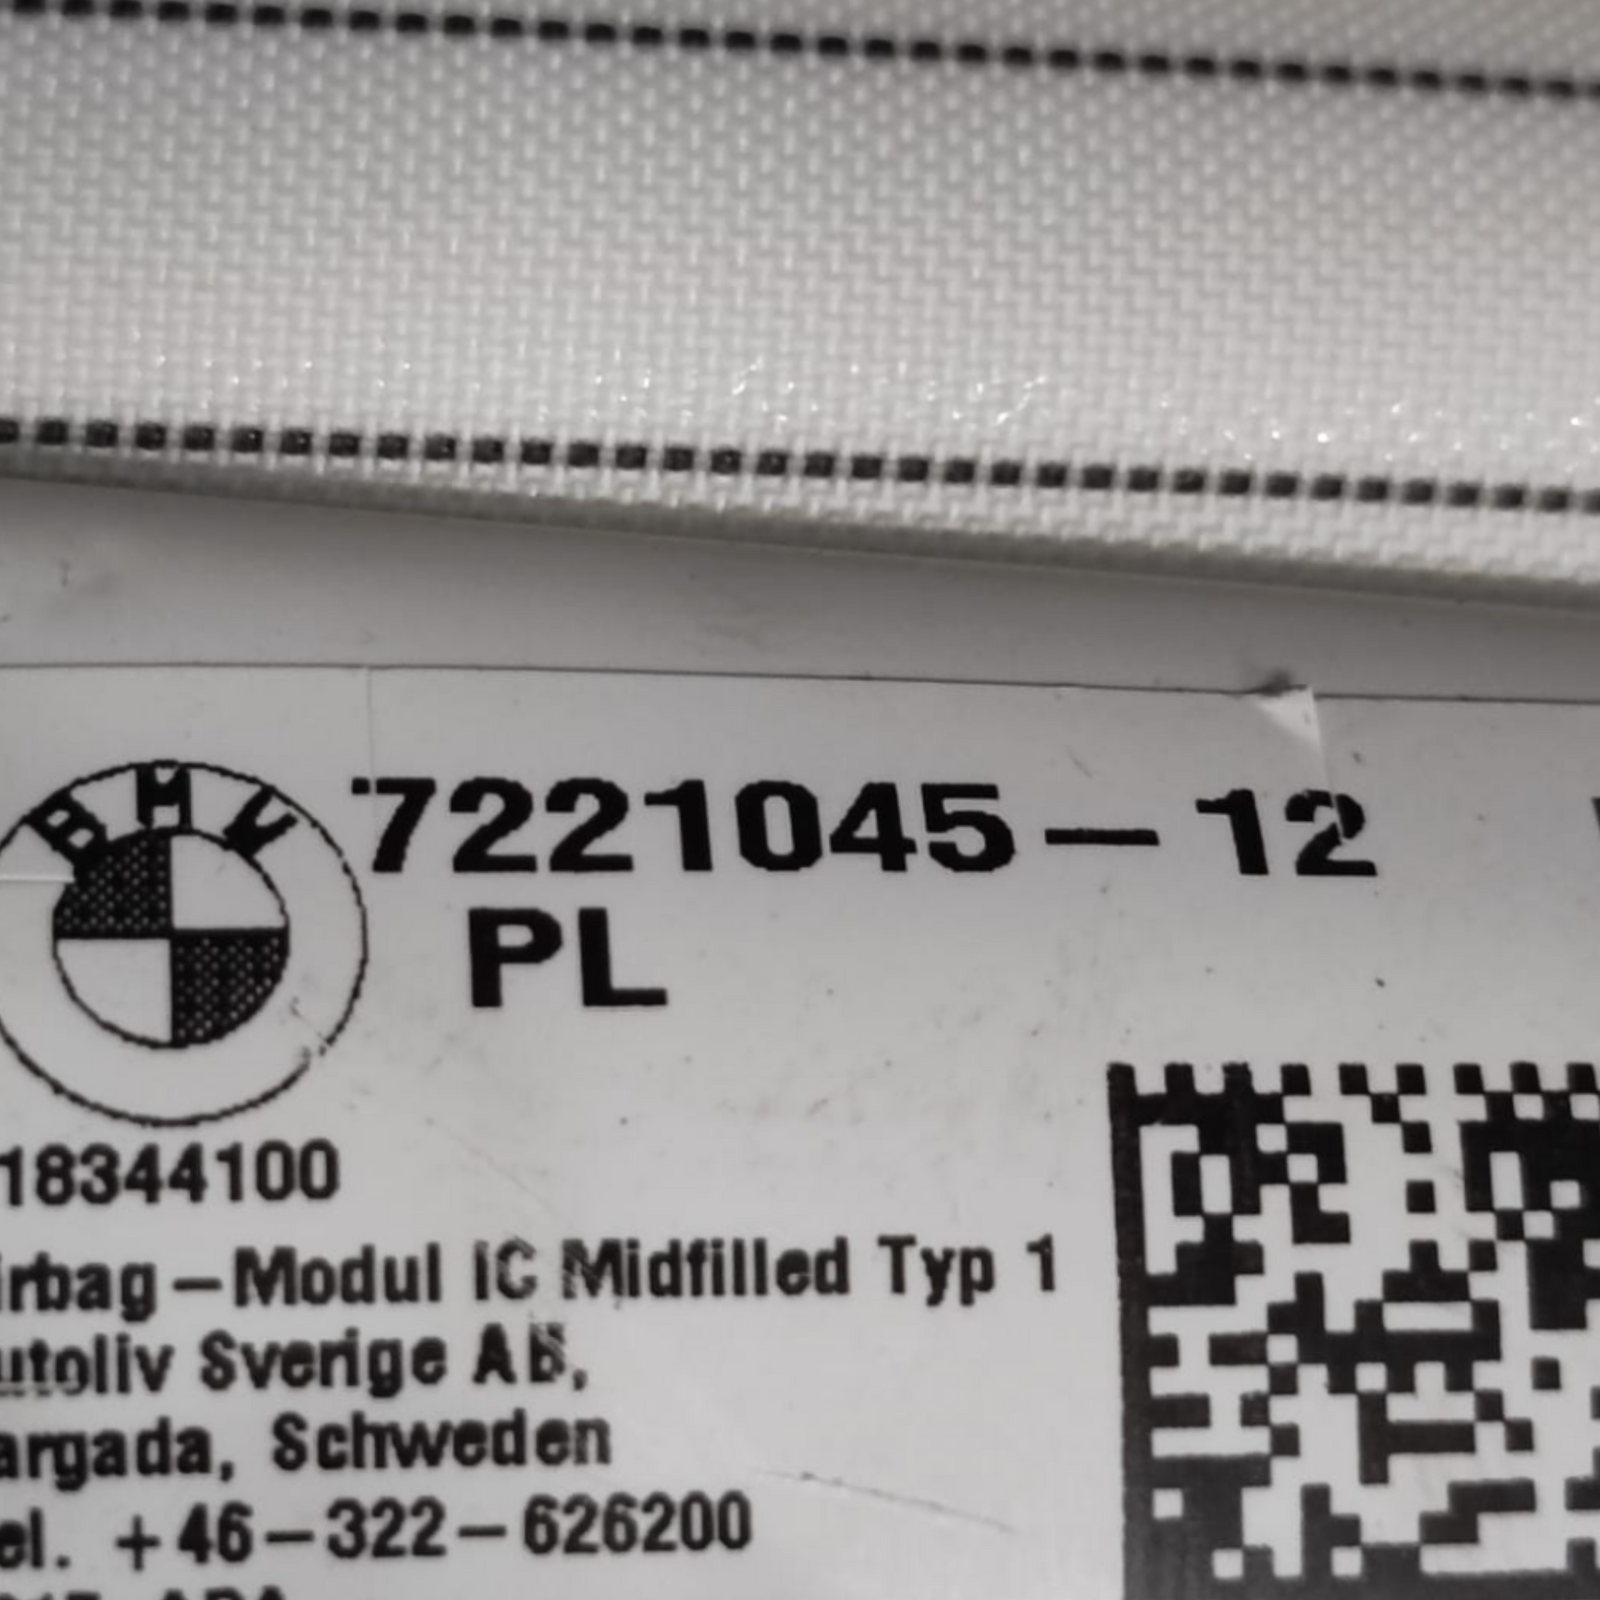 BMW
7221045-12
PL
18344100
irbag-Modul IC Midfilled Typ 1
utoliv Sverige AB,
argada, Schweden
el. +46-322-626200